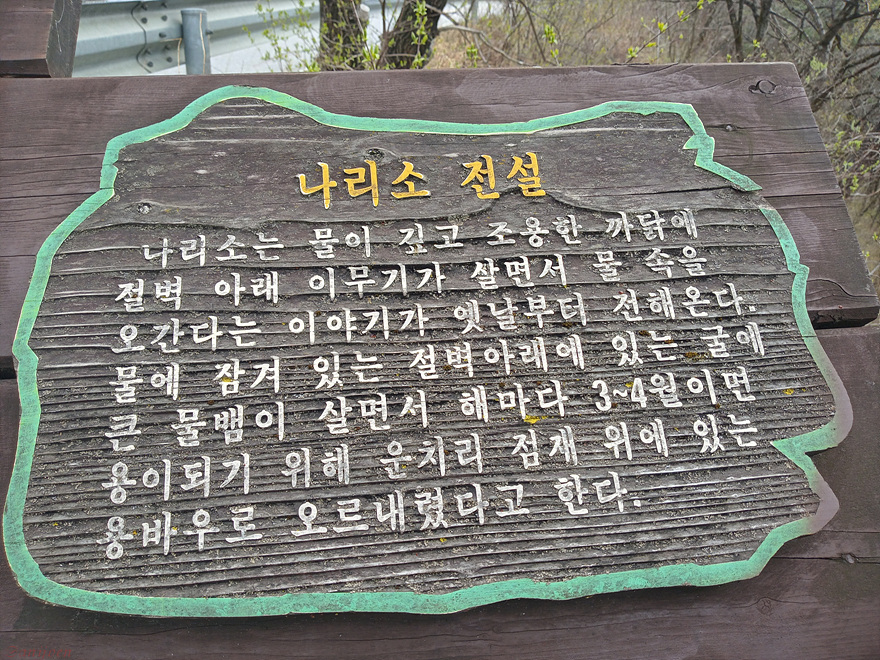 나리소 전설
나리소는 물이 깊고 조용한 까닭에
절벽 아래 이무기가 살면서 물 속을
오간다는 이야기가 옛날부터 전해온다.
물에 잠겨 있는 절벽아래에 있는 굴에
큰 물뱀이 살면서 해마다 3~4월이면
용이되기 위해 운치리 점재 위에 있는
용바우로 오르내렸다고 한다.